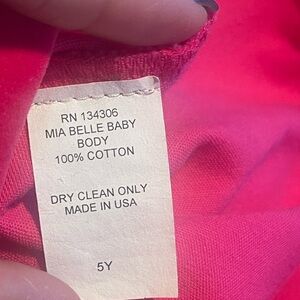 RN 134306
MIA BELLE BABY
BODY
100% COTTON
DRY CLEAN ONLY
MADE IN USA
5Y